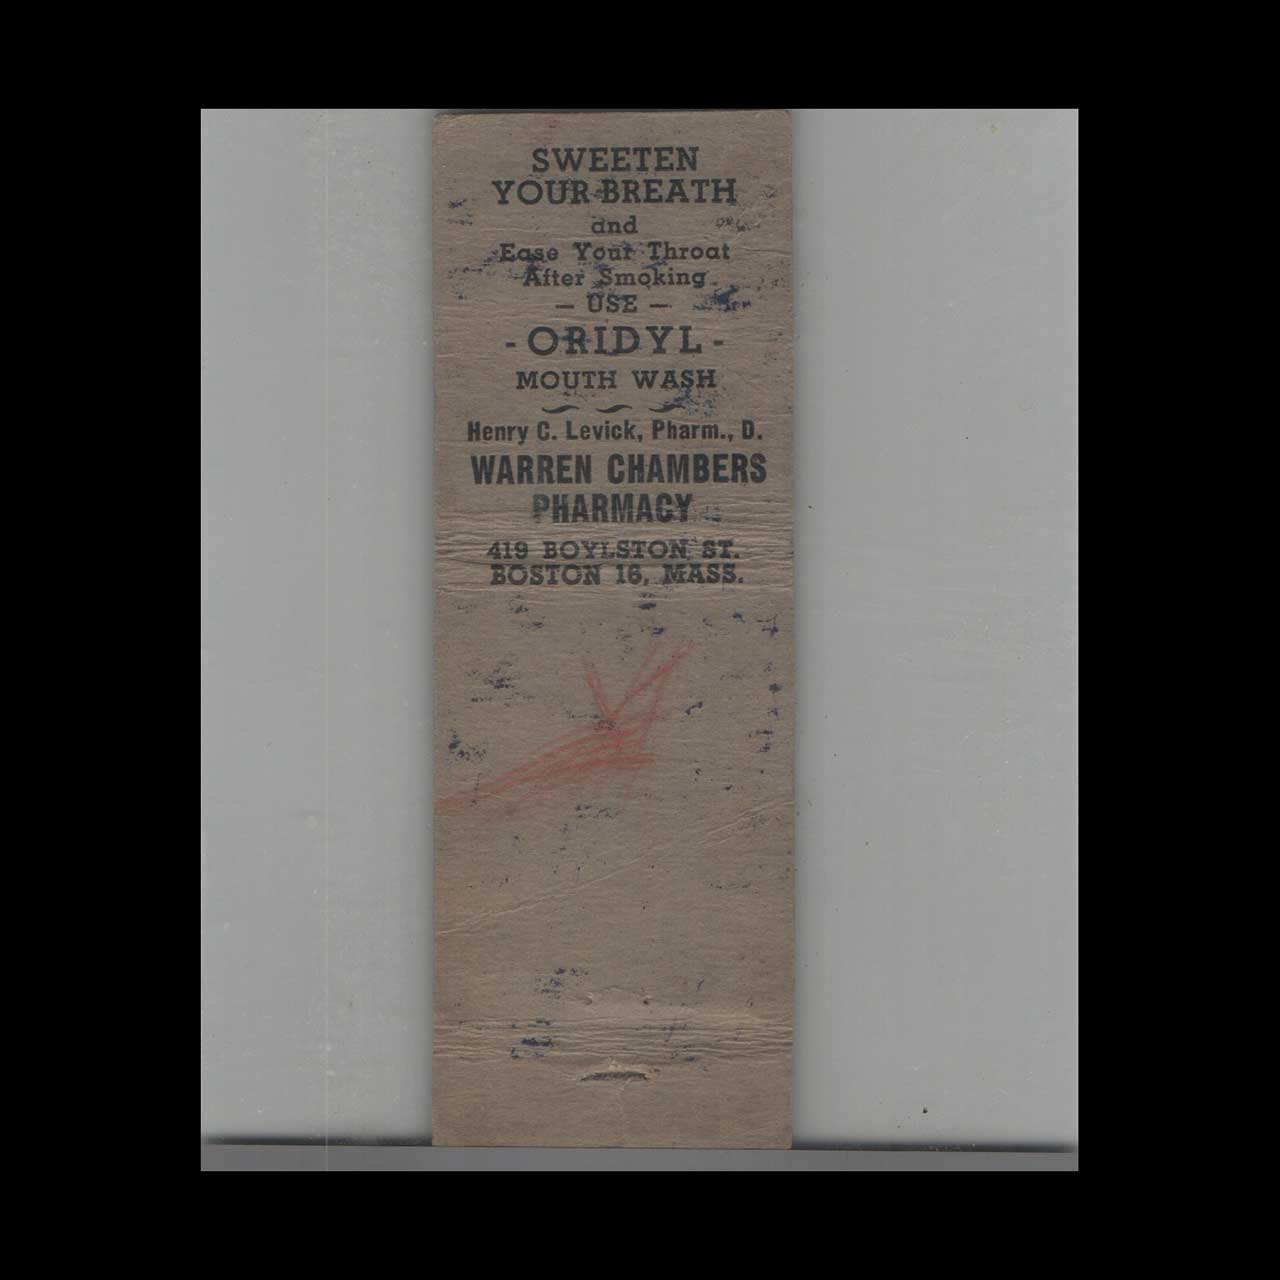 SWEETEN
YOUR BREATH
and
Ease Your Throat
After Smoking
— USE —
- ORIDYL -
MOUTH WASH
Henry C. Levick, Pharm., D.
WARREN CHAMBERS
PHARMACY
419 BOYLSTON ST.
BOSTON 16, MASS.